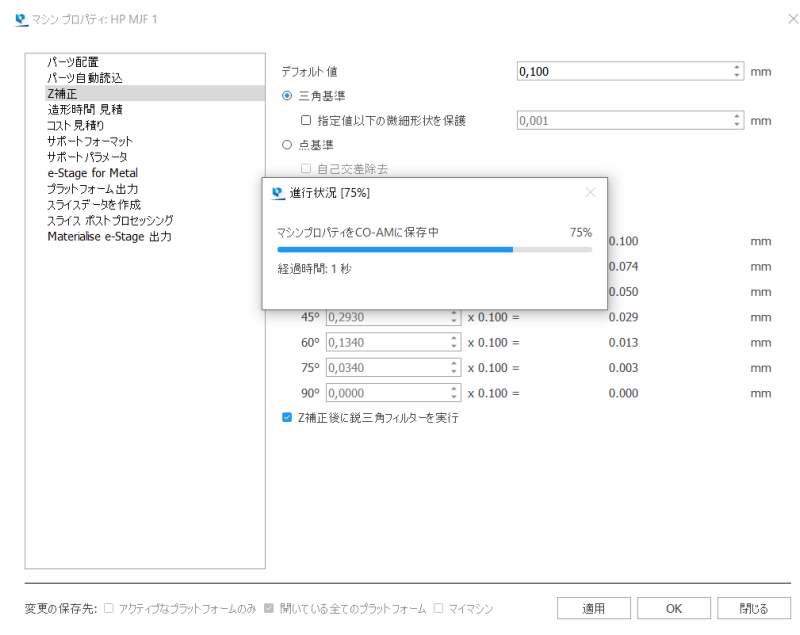 マシン プロパティ: HP MJF 1
パーツ配置
パーツ自動読込
Z補正
造形時間 見積
コスト見積り
サポートフォーマット
サポートパラメータ
e-Stage for Metal
プラットフォーム出力
スライスデータを作成
スライス ポストプロセッシング
Materialise e-Stage 出力
デフォルト値 0,100 mm
三角基準
指定値以下の微細形状を保護 0,001 mm
点基準
自己交差除去
進行状況 [75%]
マシンプロパティをCO-AMに保存中 75%
経過時間: 1 秒
0.100 mm
0.074 mm
0.050 mm
45° 0,2930 x 0.100 = 0.029 mm
60° 0,1340 x 0.100 = 0.013 mm
75° 0,0340 x 0.100 = 0.003 mm
90° 0,0000 x 0.100 = 0.000 mm
Z補正後に鋭三角フィルターを実行
変更の保存先: アクティブなプラットフォームのみ 開いている全てのプラットフォーム マイマシン 適用 OK 閉じる